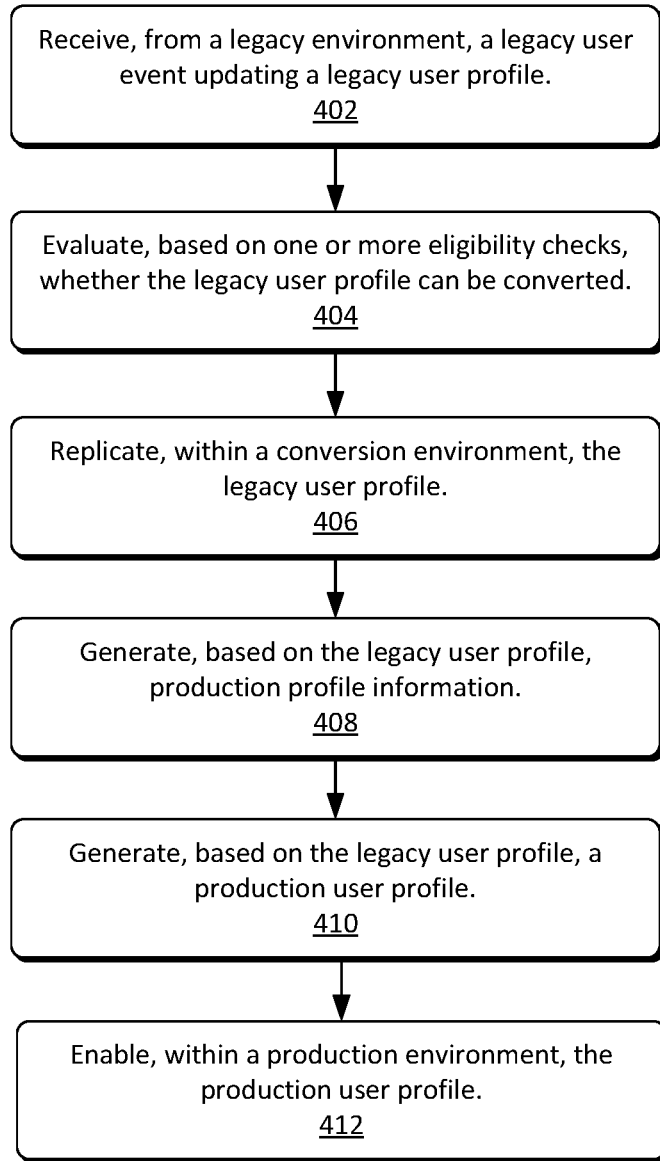 Receive, from a legacy environment, a legacy user
event updating a legacy user profile.
402
Evaluate, based on one or more eligibility checks,
whether the legacy user profile can be converted.
404
Replicate, within a conversion environment, the
legacy user profile.
406
Generate, based on the legacy user profile,
production profile information.
408
Generate, based on the legacy user profile, a
production user profile.
410
Enable, within a production environment, the
production user profile.
412